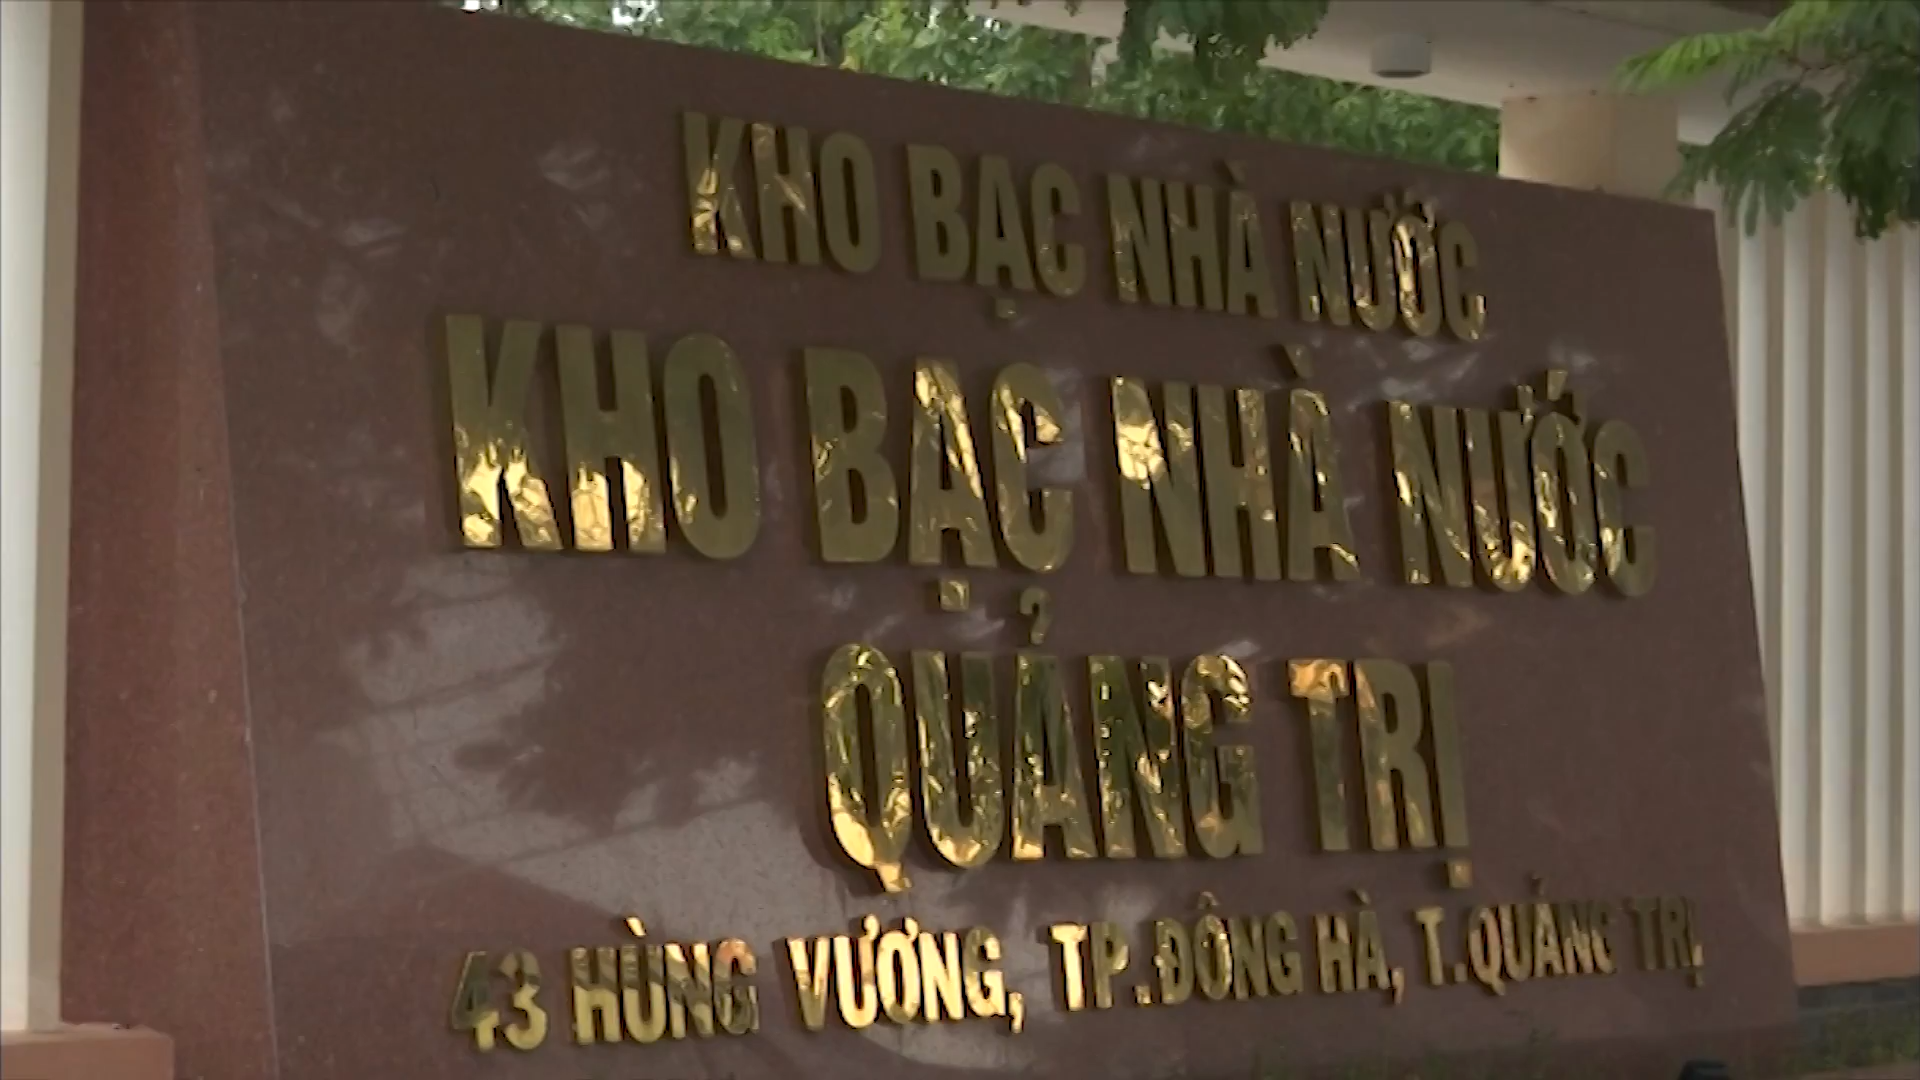 KHO BẠC NHÀ NƯỚC
KHO BẠC NHÀ NƯỚC
QUẢNG TRỊ
43 HÙNG VƯƠNG, TP.ĐÔNG HÀ, T.QUẢNG TRỊ